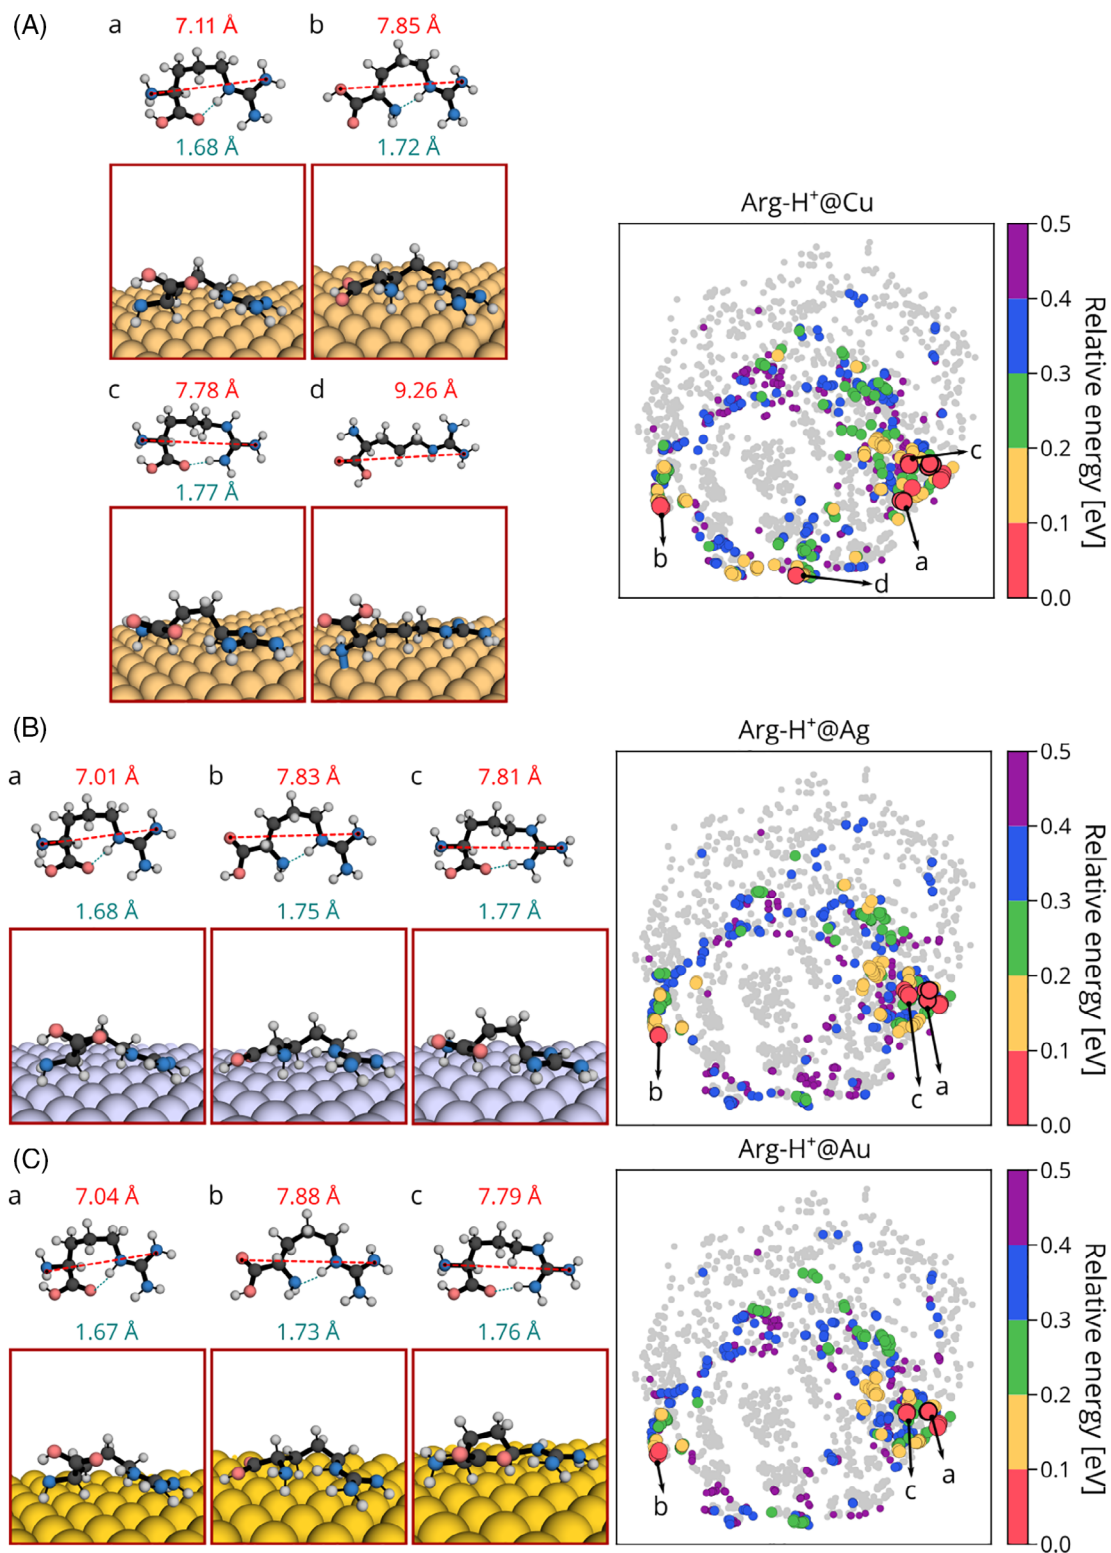 (A)
a 7.11 Å b 7.85 Å
1.68 Å 1.72 Å
c 7.78 Å d 9.26 Å
1.77 Å
Arg-H⁺@Cu
0.5
0.4
0.3
0.2
0.1
0.0
Relative energy [eV]
c
b
a
d
(B)
a 7.01 Å b 7.83 Å c 7.81 Å
1.68 Å 1.75 Å 1.77 Å
Arg-H⁺@Ag
0.5
0.4
0.3
0.2
0.1
0.0
Relative energy [eV]
b
c
a
(C)
a 7.04 Å b 7.88 Å c 7.79 Å
1.67 Å 1.73 Å 1.76 Å
Arg-H⁺@Au
0.5
0.4
0.3
0.2
0.1
0.0
Relative energy [eV]
b
c
a